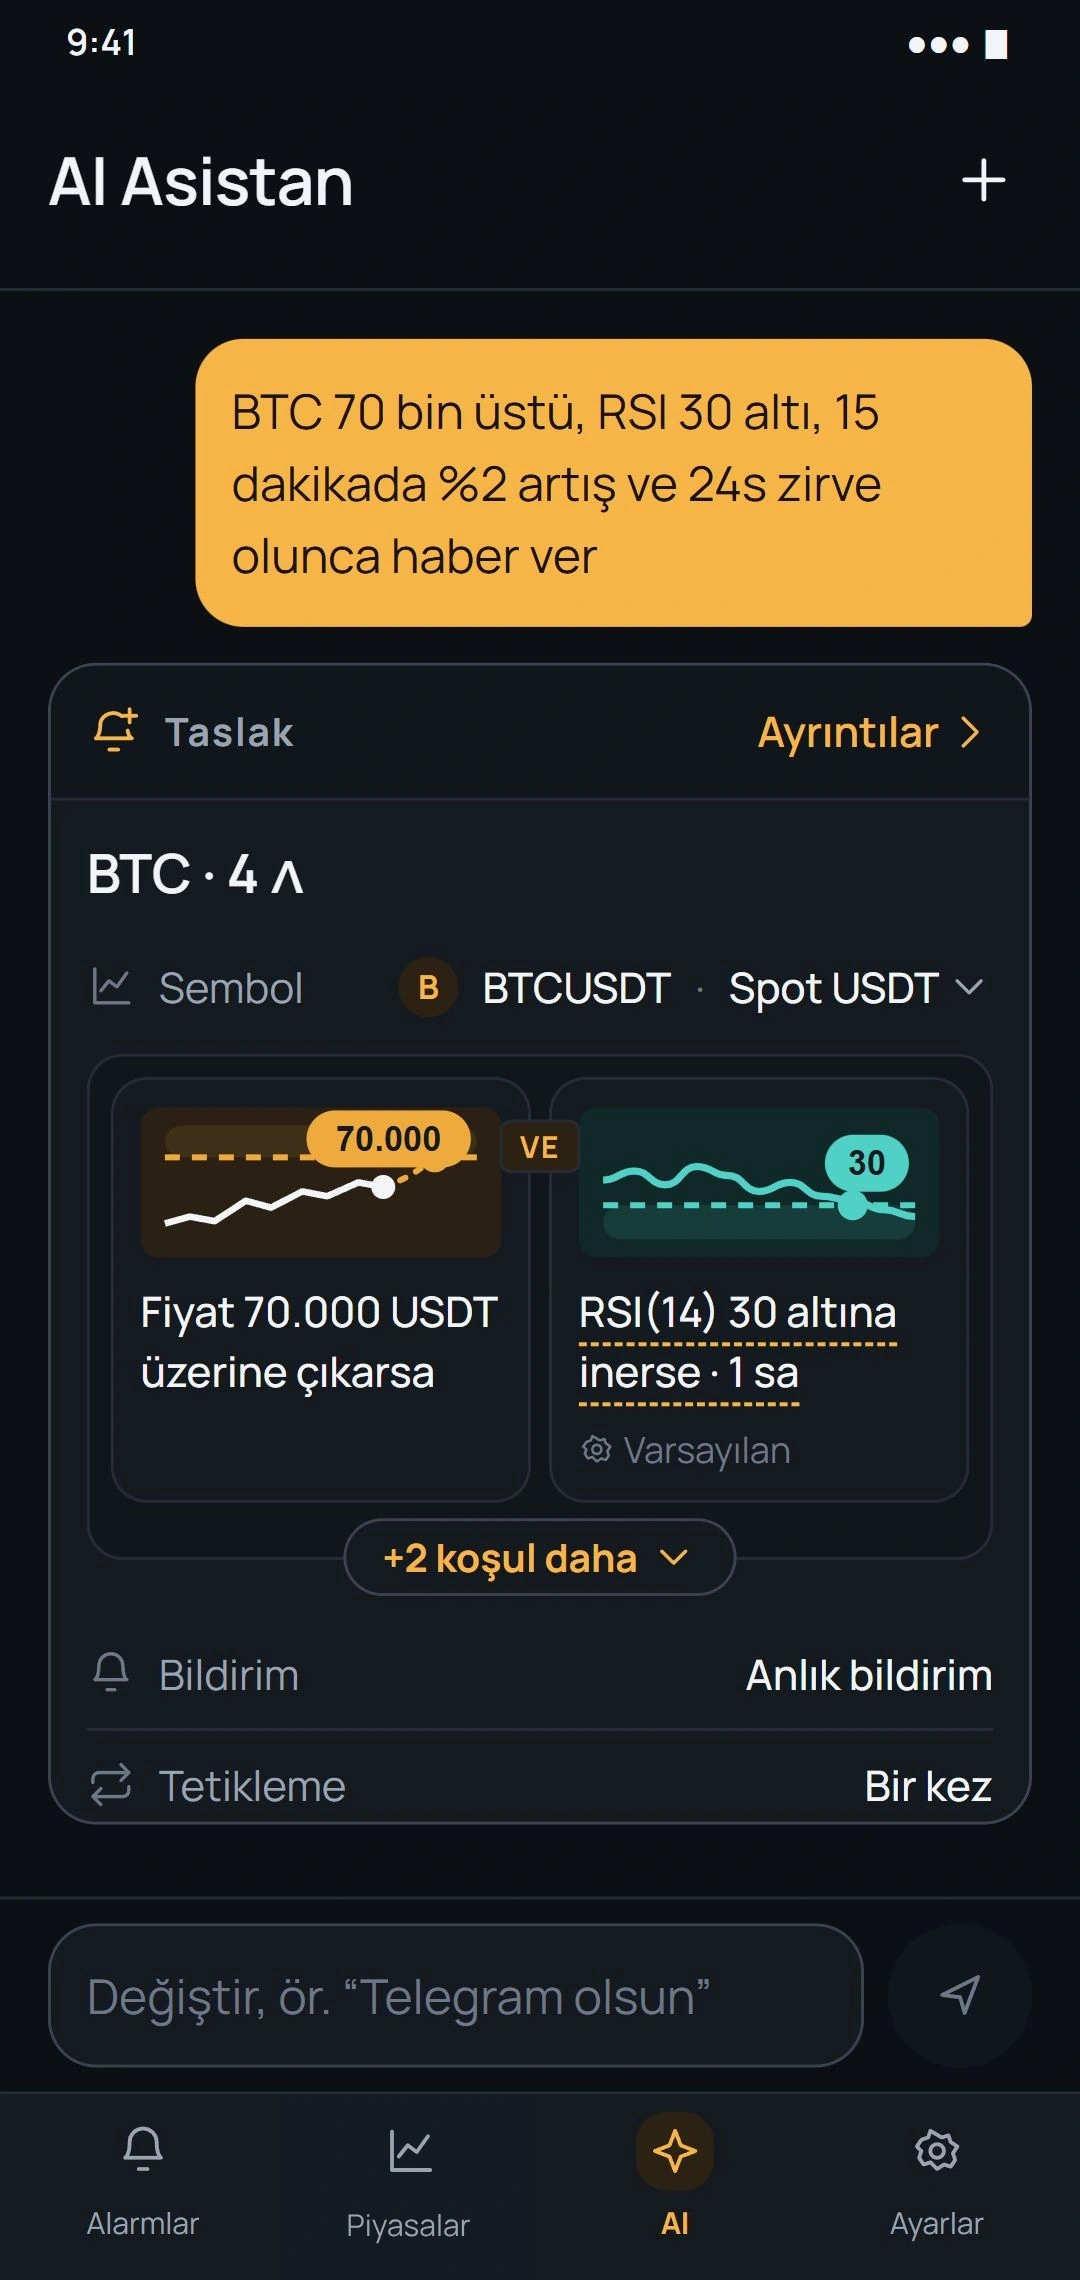 9:41
AI Asistan
BTC 70 bin üstü, RSI 30 altı, 15
dakikada %2 artış ve 24s zirve
olunca haber ver
Taslak
Ayrıntılar
BTC · 4 ∧
Sembol
B BTCUSDT · Spot USDT
70.000
VE
30
Fiyat 70.000 USDT
üzerine çıkarsa
RSI(14) 30 altına
inerse · 1 sa
Varsayılan
+2 koşul daha
Bildirim
Anlık bildirim
Tetikleme
Bir kez
Değiştir, ör. “Telegram olsun”
Alarmlar
Piyasalar
AI
Ayarlar